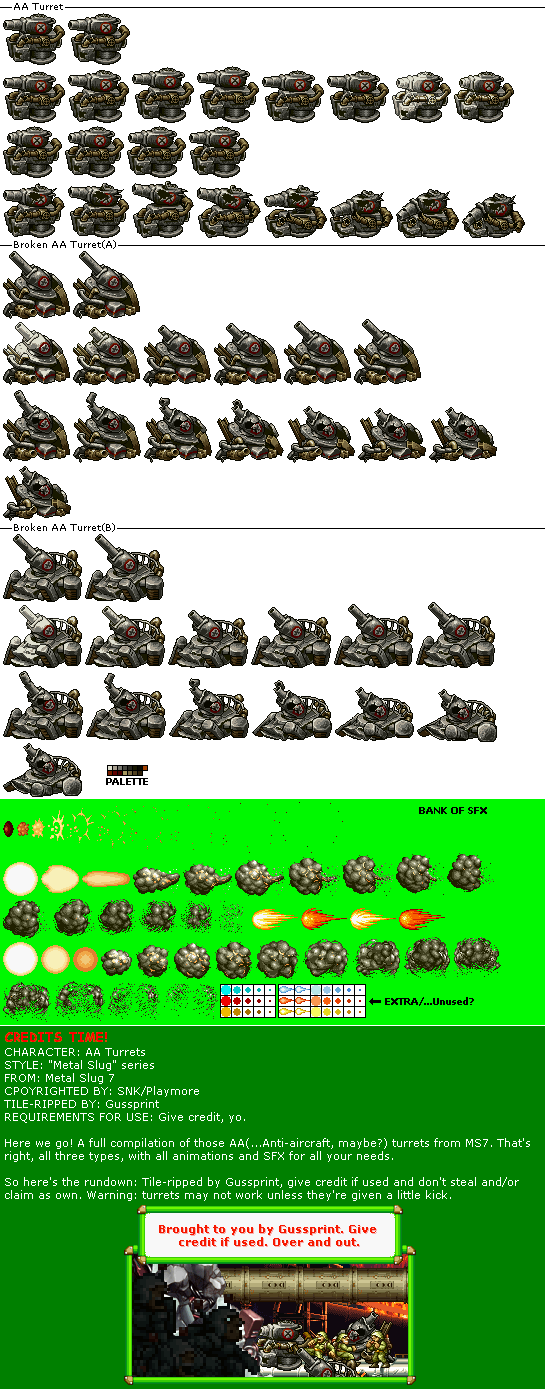 AA Turret
Broken AA Turret(A)
Broken AA Turret(B)
PALETTE
BANK OF SFX
EXTRA/...Unused?
CREDITS TIME!
CHARACTER: AA Turrets
STYLE: "Metal Slug" series
FROM: Metal Slug 7
CPOYRIGHTED BY: SNK/Playmore
TILE-RIPPED BY: Gussprint
REQUIREMENTS FOR USE: Give credit, yo.
Here we go! A full compilation of those AA(...Anti-aircraft, maybe?) turrets from MS7. That's
right, all three types, with all animations and SFX for all your needs.
So here's the rundown: Tile-ripped by Gussprint, give credit if used and don't steal and/or
claim as own. Warning: turrets may not work unless they're given a little kick.
Brought to you by Gussprint. Give
credit if used. Over and out.